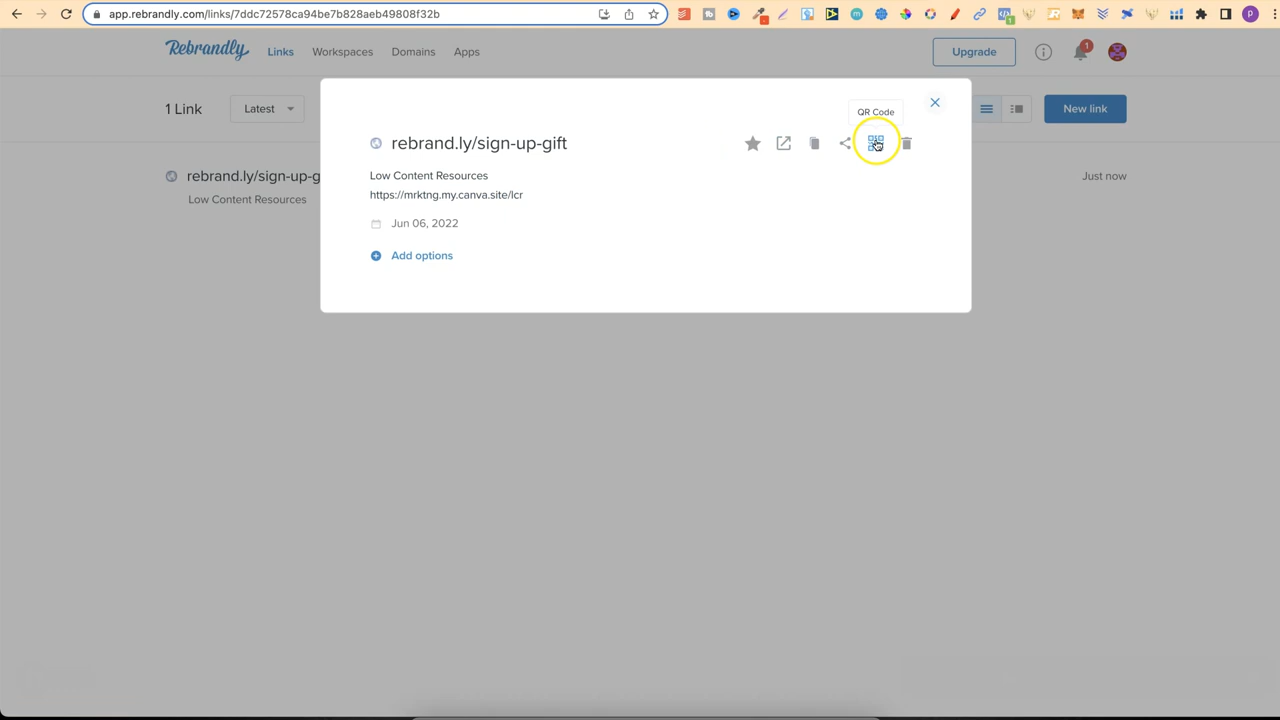 app.rebrandly.com/links/7ddc72578ca94be7b828aeb49808f32b
Rebrandly Links Workspaces Domains Apps Upgrade 1
1 Link Latest New link
QR Code
rebrand.ly/sign-up-gift
rebrand.ly/sign-up-g Just now
Low Content Resources
Low Content Resources
https://mrktng.my.canva.site/lcr
Jun 06, 2022
Add options